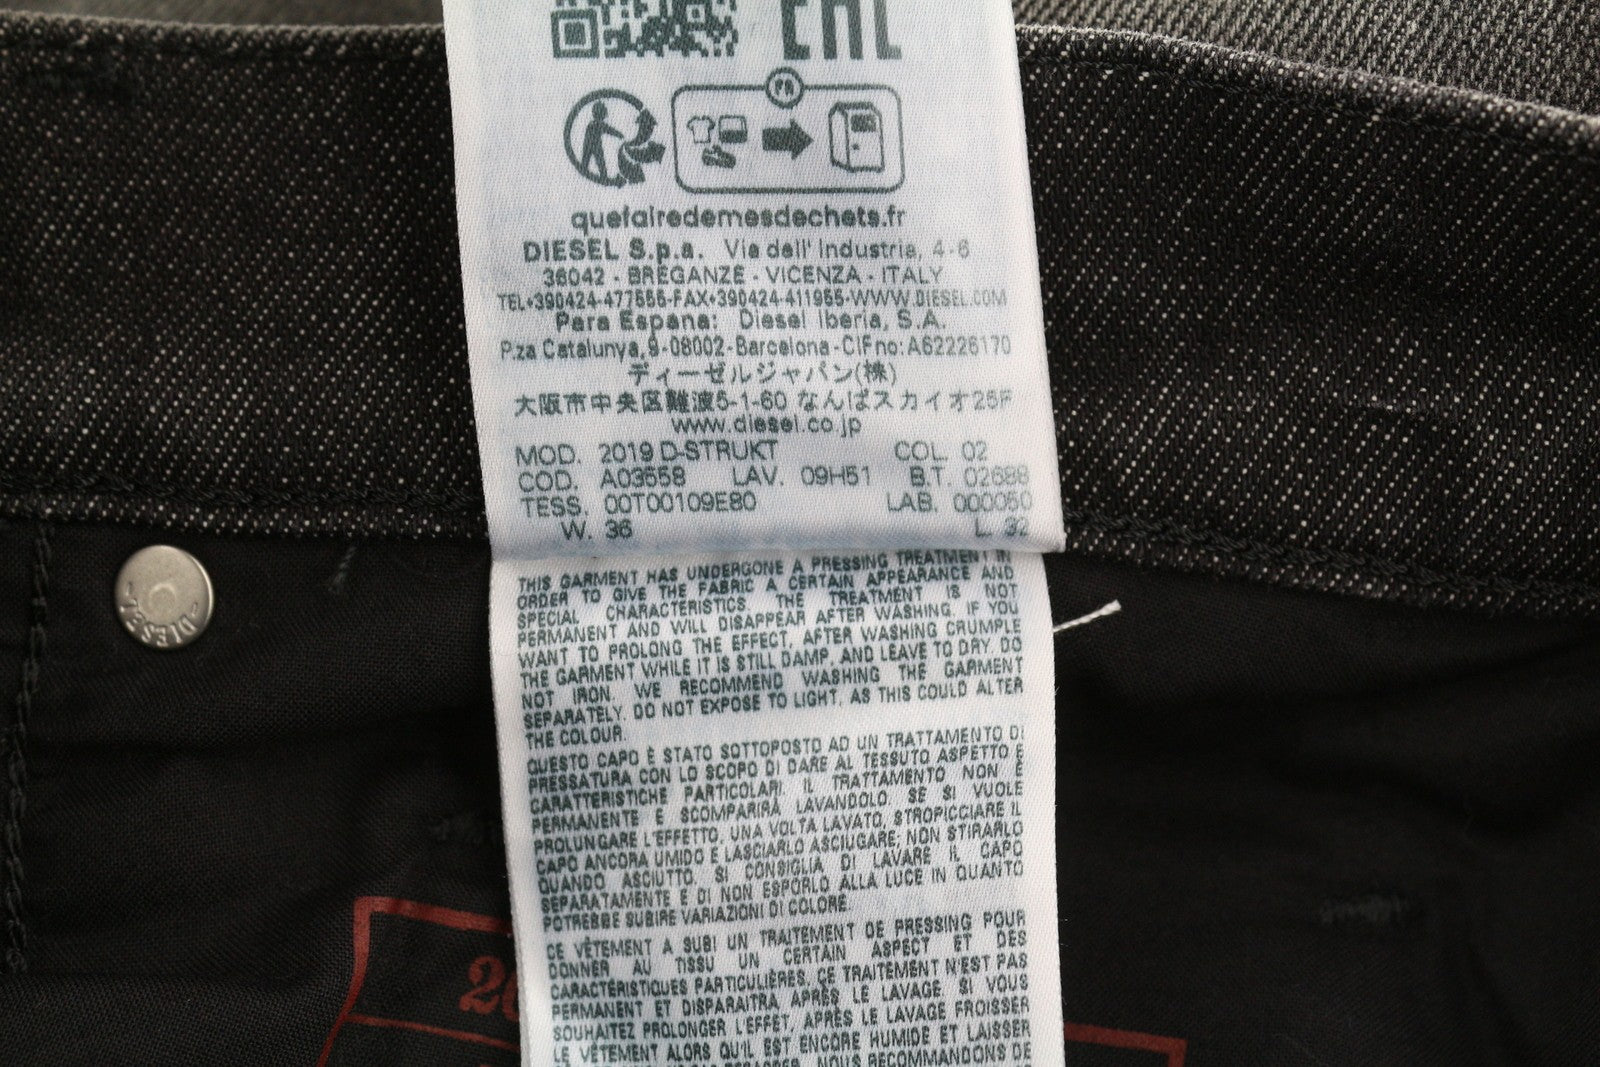 EAC
FR
quefairedemesdechets.fr
DIESEL S.p.a. Via dell' Industria, 4-6
36042 - BREGANZE - VICENZA - ITALY
TEL+390424-477555-FAX+390424-411955-WWW.DIESEL.COM
Para Espana: Diesel Iberia, S.A.
P.za Catalunya, 9-08002-Barcelona-CIF no: A62226170
ディーゼルジャパン(株)
大阪市中央区難波5-1-60 なんばスカイオ25F
www.diesel.co.jp
MOD. 2019 D-STRUKT COL. 02
COD. A03558 LAV. 09H51 B.T. 02688
TESS. 00T00109E80 LAB. 000050
W. 36 L. 32
THIS GARMENT HAS UNDERGONE A PRESSING TREATMENT IN
ORDER TO GIVE THE FABRIC A CERTAIN APPEARANCE AND
SPECIAL CHARACTERISTICS. THE TREATMENT IS NOT
PERMANENT AND WILL DISAPPEAR AFTER WASHING. IF YOU
WANT TO PROLONG THE EFFECT, AFTER WASHING CRUMPLE
THE GARMENT WHILE IT IS STILL DAMP, AND LEAVE TO DRY. DO
NOT IRON. WE RECOMMEND WASHING THE GARMENT
SEPARATELY. DO NOT EXPOSE TO LIGHT, AS THIS COULD ALTER
THE COLOUR.
QUESTO CAPO È STATO SOTTOPOSTO AD UN TRATTAMENTO DI
PRESSATURA CON LO SCOPO DI DARE AL TESSUTO ASPETTO E
CARATTERISTICHE PARTICOLARI. IL TRATTAMENTO NON È
PERMANENTE E SCOMPARIRÀ LAVANDOLO. SE SI VUOLE
PROLUNGARE L'EFFETTO, UNA VOLTA LAVATO, STROPICCIARE IL
CAPO ANCORA UMIDO E LASCIARLO ASCIUGARE; NON STIRARLO
QUANDO ASCIUTTO. SI CONSIGLIA DI LAVARE IL CAPO
SEPARATAMENTE E DI NON ESPORLO ALLA LUCE IN QUANTO
POTREBBE SUBIRE VARIAZIONI DI COLORE.
CE VÊTEMENT A SUBI UN TRAITEMENT DE PRESSING POUR
DONNER AU TISSU UN CERTAIN ASPECT ET DES
CARACTÉRISTIQUES PARTICULIÈRES. CE TRAITEMENT N'EST PAS
PERMANENT ET DISPARAITRA APRÈS LE LAVAGE. SI VOUS
SOUHAITEZ PROLONGER L'EFFET, APRÈS LE LAVAGE FROISSER
LE VÊTEMENT ALORS QU'IL EST ENCORE HUMIDE ET LAISSER
REPASSER. NOUS RECOMMANDONS DE
DIESEL
20